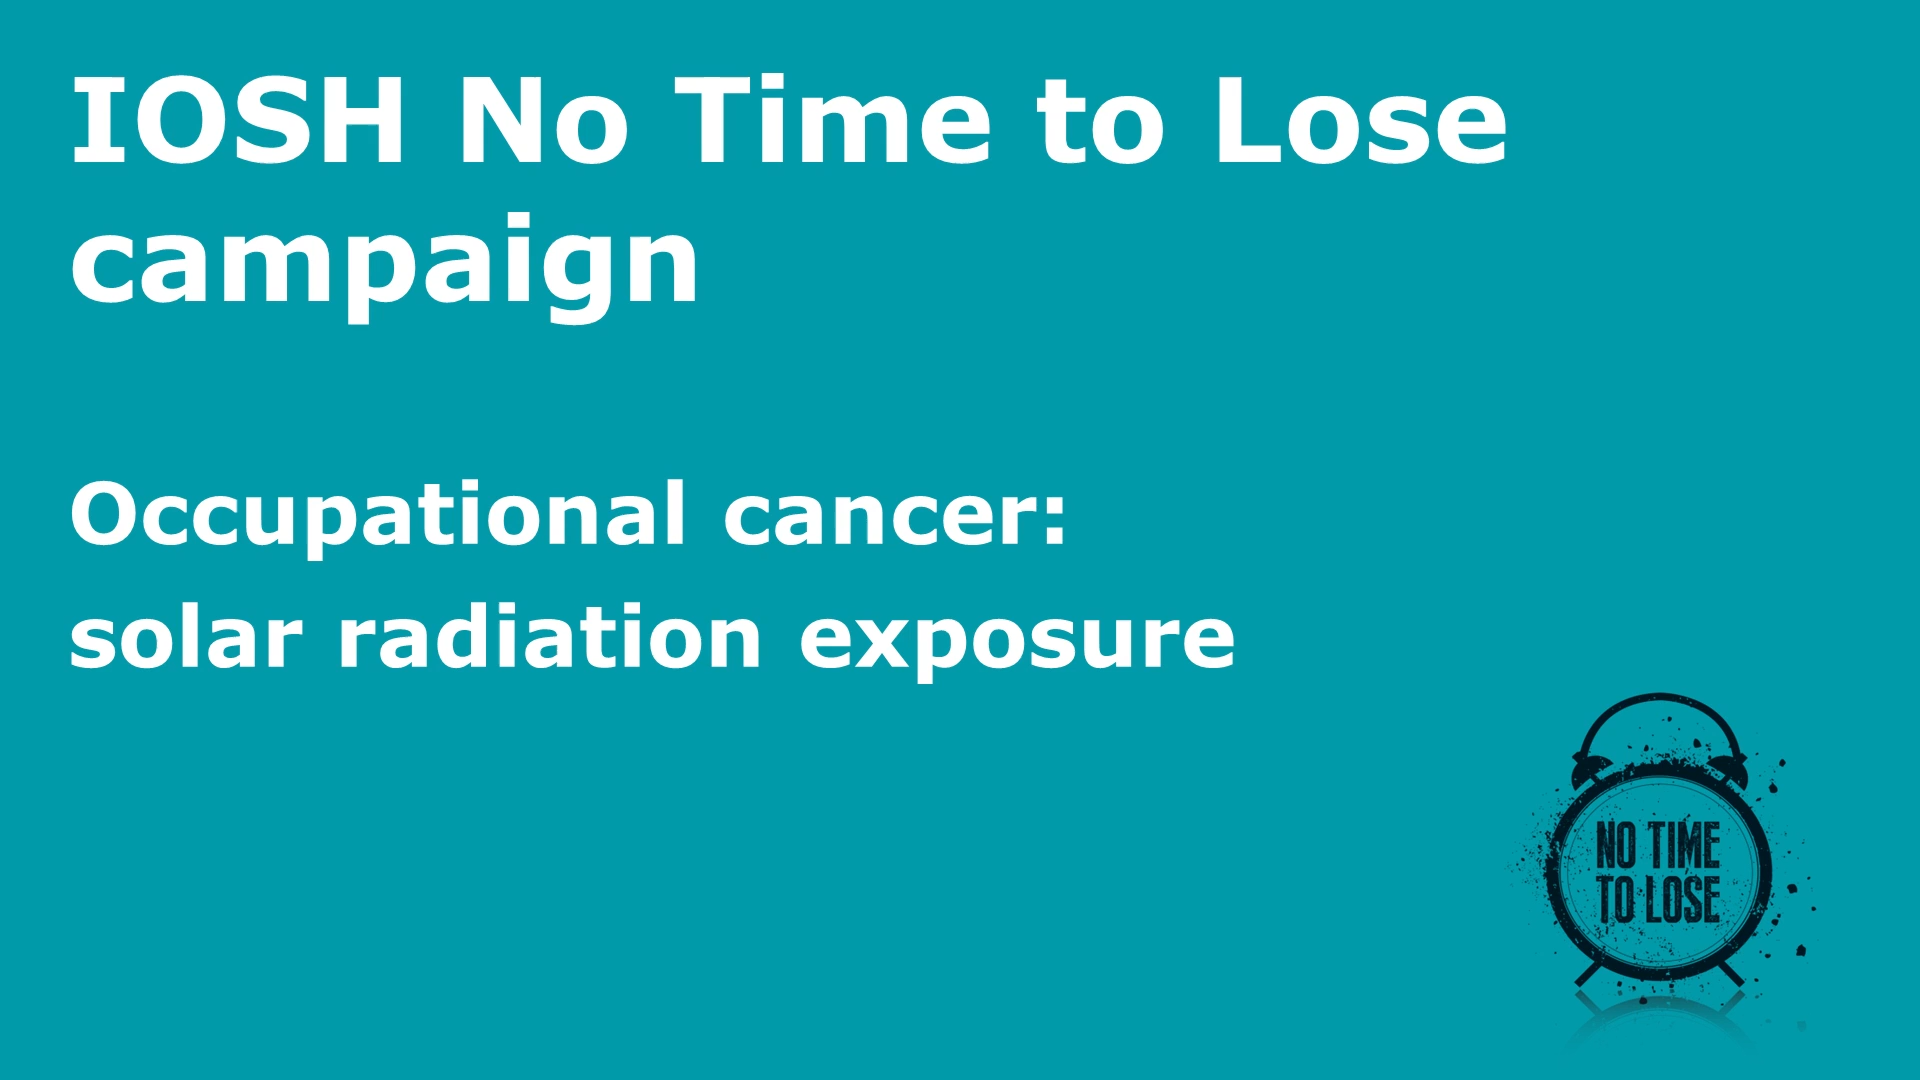 IOSH No Time to Lose
campaign
Occupational cancer:
solar radiation exposure
NO TIME
TO LOSE